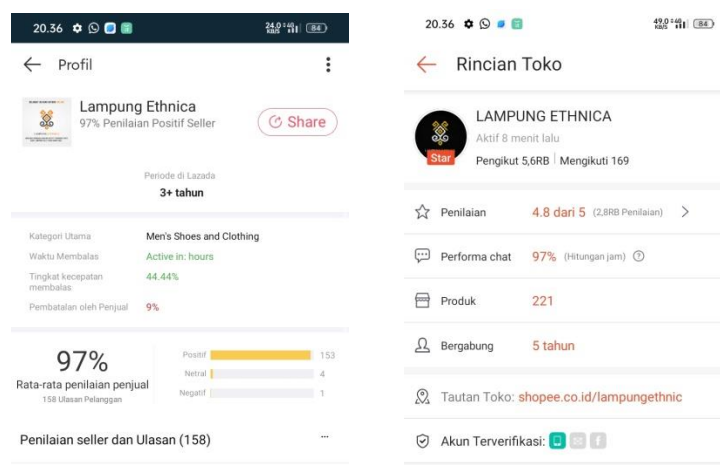 20.36
24,0 KB/S
84
Profil
Lampung Ethnica
97% Penilaian Positif Seller
Share
Periode di Lazada
3+ tahun
Kategori Utama Men's Shoes and Clothing
Waktu Membalas Active in: hours
Tingkat kecepatan membalas 44.44%
Pembatalan oleh Penjual 9%
97%
Rata-rata penilaian penjual
158 Ulasan Pelanggan
Positif 153
Netral 4
Negatif 1
Penilaian seller dan Ulasan (158) ...
20.36
49,0 KB/S
84
Rincian Toko
LAMPUNG ETHNICA
Aktif 8 menit lalu
Star
Pengikut 5,6RB Mengikuti 169
Penilaian 4.8 dari 5 (2,8RB Penilaian)
Performa chat 97% (Hitungan jam)
Produk 221
Bergabung 5 tahun
Tautan Toko: shopee.co.id/lampungethnic
Akun Terverifikasi: